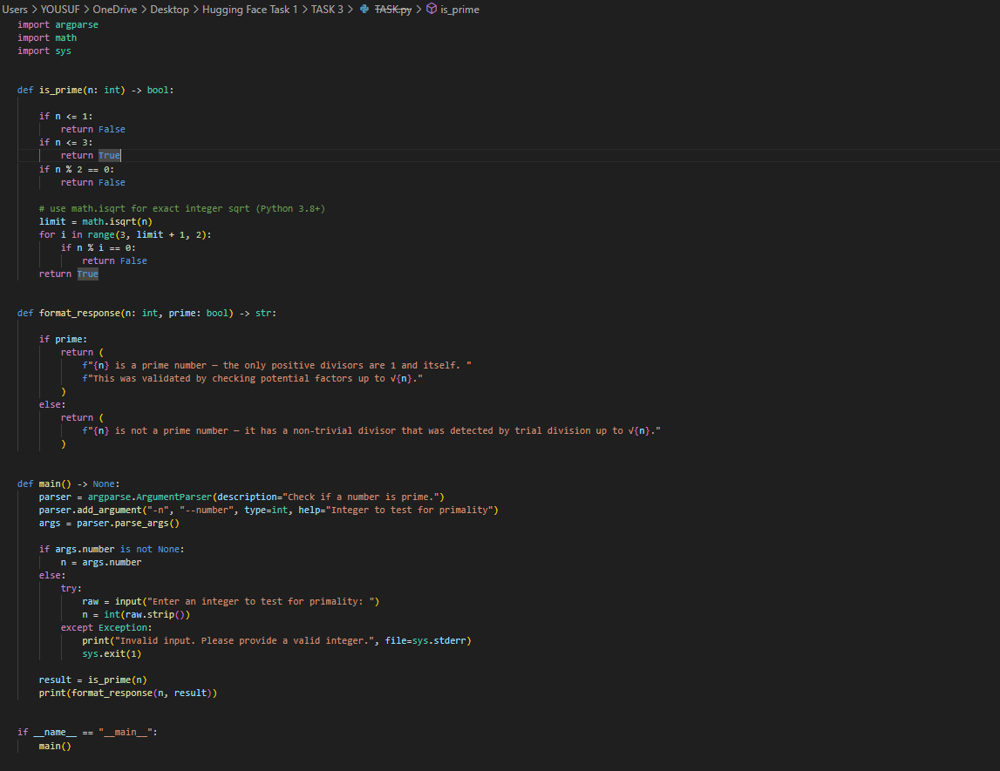 Users > YOUSUF > OneDrive > Desktop > Hugging Face Task 1 > TASK 3 > TASK.py > is_prime
import argparse
import math
import sys
def is_prime(n: int) -> bool:
    if n <= 1:
        return False
    if n <= 3:
        return True
    if n % 2 == 0:
        return False
    # use math.isqrt for exact integer sqrt (Python 3.8+)
    limit = math.isqrt(n)
    for i in range(3, limit + 1, 2):
        if n % i == 0:
            return False
    return True
def format_response(n: int, prime: bool) -> str:
    if prime:
        return (
            f"{n} is a prime number — the only positive divisors are 1 and itself. "
            f"This was validated by checking potential factors up to √{n}."
        )
    else:
        return (
            f"{n} is not a prime number — it has a non-trivial divisor that was detected by trial division up to √{n}."
        )
def main() -> None:
    parser = argparse.ArgumentParser(description="Check if a number is prime.")
    parser.add_argument("-n", "--number", type=int, help="Integer to test for primality")
    args = parser.parse_args()
    if args.number is not None:
        n = args.number
    else:
        try:
            raw = input("Enter an integer to test for primality: ")
            n = int(raw.strip())
        except Exception:
            print("Invalid input. Please provide a valid integer.", file=sys.stderr)
            sys.exit(1)
    result = is_prime(n)
    print(format_response(n, result))
if __name__ == "__main__":
    main()